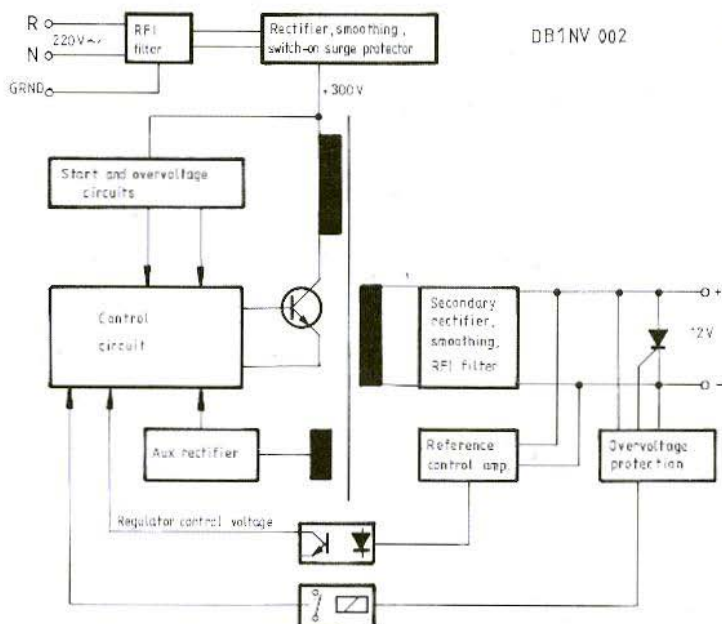 R
220V~
N
GRND
RFI
filter
Rectifier, smoothing,
switch-on surge protector
DB1NV 002
+300V
Start and overvoltage
circuits
Control
circuit
Secondary
rectifier,
smoothing,
RFI filter
+
12V
-
Aux rectifier
Reference
control amp.
Overvoltage
protection
Regulator control voltage